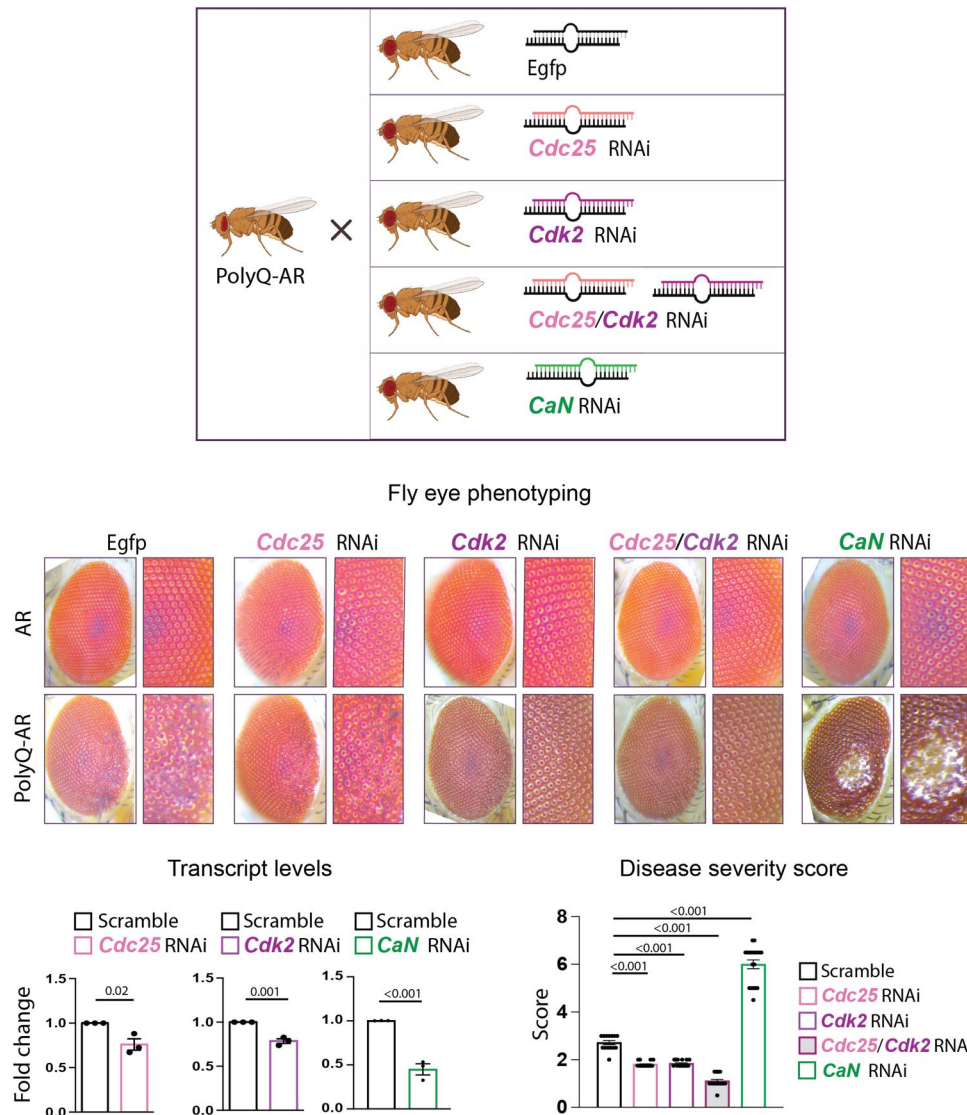 Egfp
Cdc25 RNAi
Cdk2 RNAi
PolyQ-AR
×
Cdc25/Cdk2 RNAi
CaN RNAi
Fly eye phenotyping
Egfp Cdc25 RNAi Cdk2 RNAi Cdc25/Cdk2 RNAi CaN RNAi
AR
PolyQ-AR
Transcript levels
Scramble
Cdc25 RNAi
Scramble
Cdk2 RNAi
Scramble
CaN RNAi
Fold change
1.5
1.0
0.5
0.0
0.02
1.5
1.0
0.5
0.0
0.001
1.5
1.0
0.5
0.0
<0.001
Disease severity score
Score
8
6
4
2
0
<0.001
<0.001
<0.001
<0.001
Scramble
Cdc25 RNAi
Cdk2 RNAi
Cdc25/Cdk2 RNA
CaN RNAi